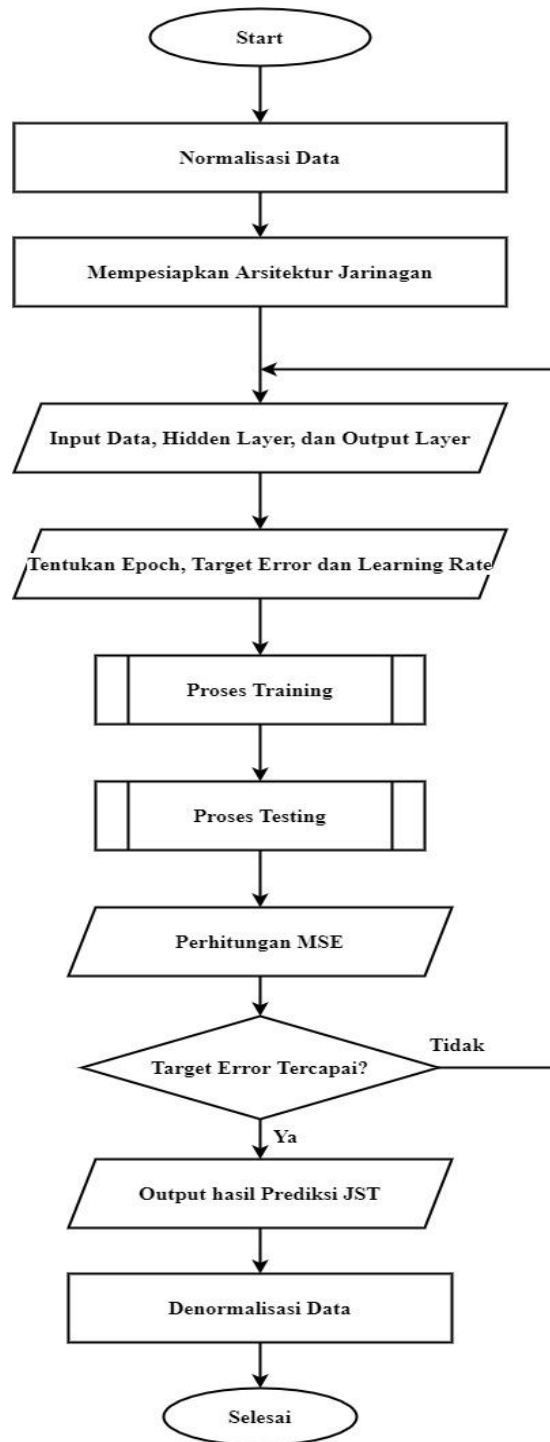 Start
Normalisasi Data
Mempesiapkan Arsitektur Jarinagan
Input Data, Hidden Layer, dan Output Layer
Tentukan Epoch, Target Error dan Learning Rate
Proses Training
Proses Testing
Perhitungan MSE
Target Error Tercapai?
Tidak
Ya
Output hasil Prediksi JST
Denormalisasi Data
Selesai